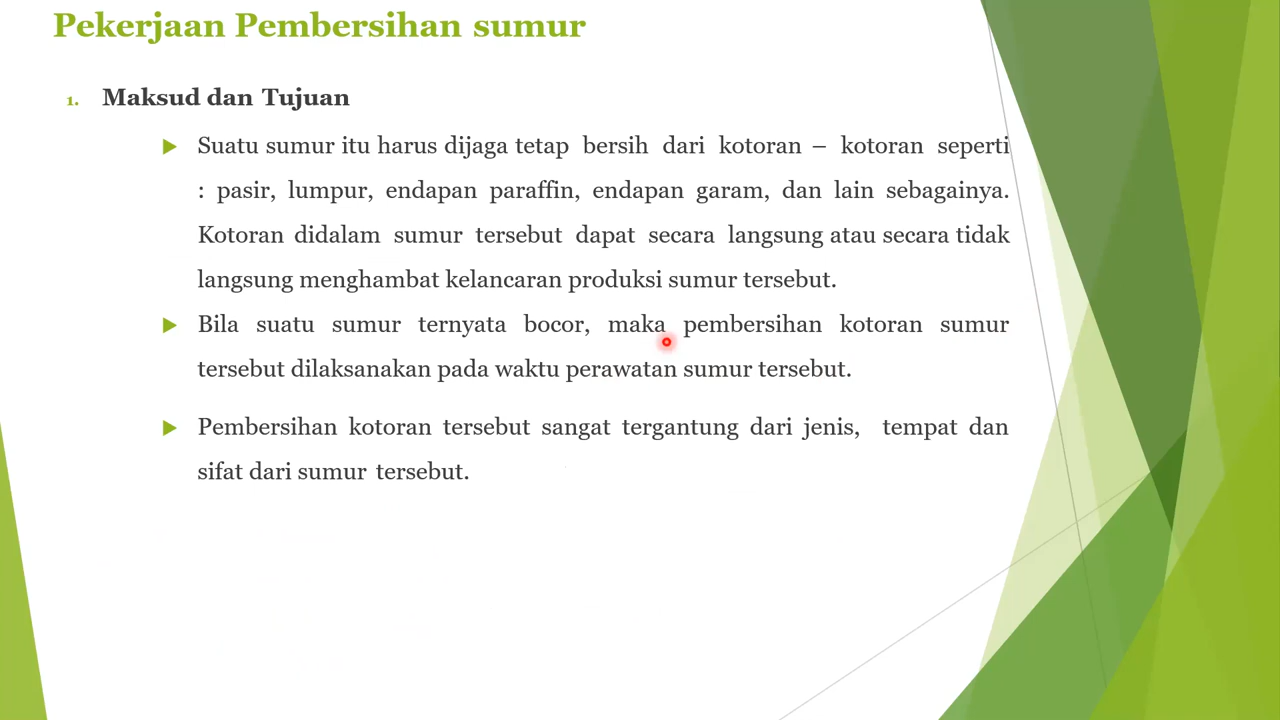 Pekerjaan Pembersihan sumur
1. Maksud dan Tujuan
Suatu sumur itu harus dijaga tetap bersih dari kotoran – kotoran seperti
: pasir, lumpur, endapan paraffin, endapan garam, dan lain sebagainya.
Kotoran didalam sumur tersebut dapat secara langsung atau secara tidak
langsung menghambat kelancaran produksi sumur tersebut.
Bila suatu sumur ternyata bocor, maka pembersihan kotoran sumur
tersebut dilaksanakan pada waktu perawatan sumur tersebut.
Pembersihan kotoran tersebut sangat tergantung dari jenis, tempat dan
sifat dari sumur tersebut.